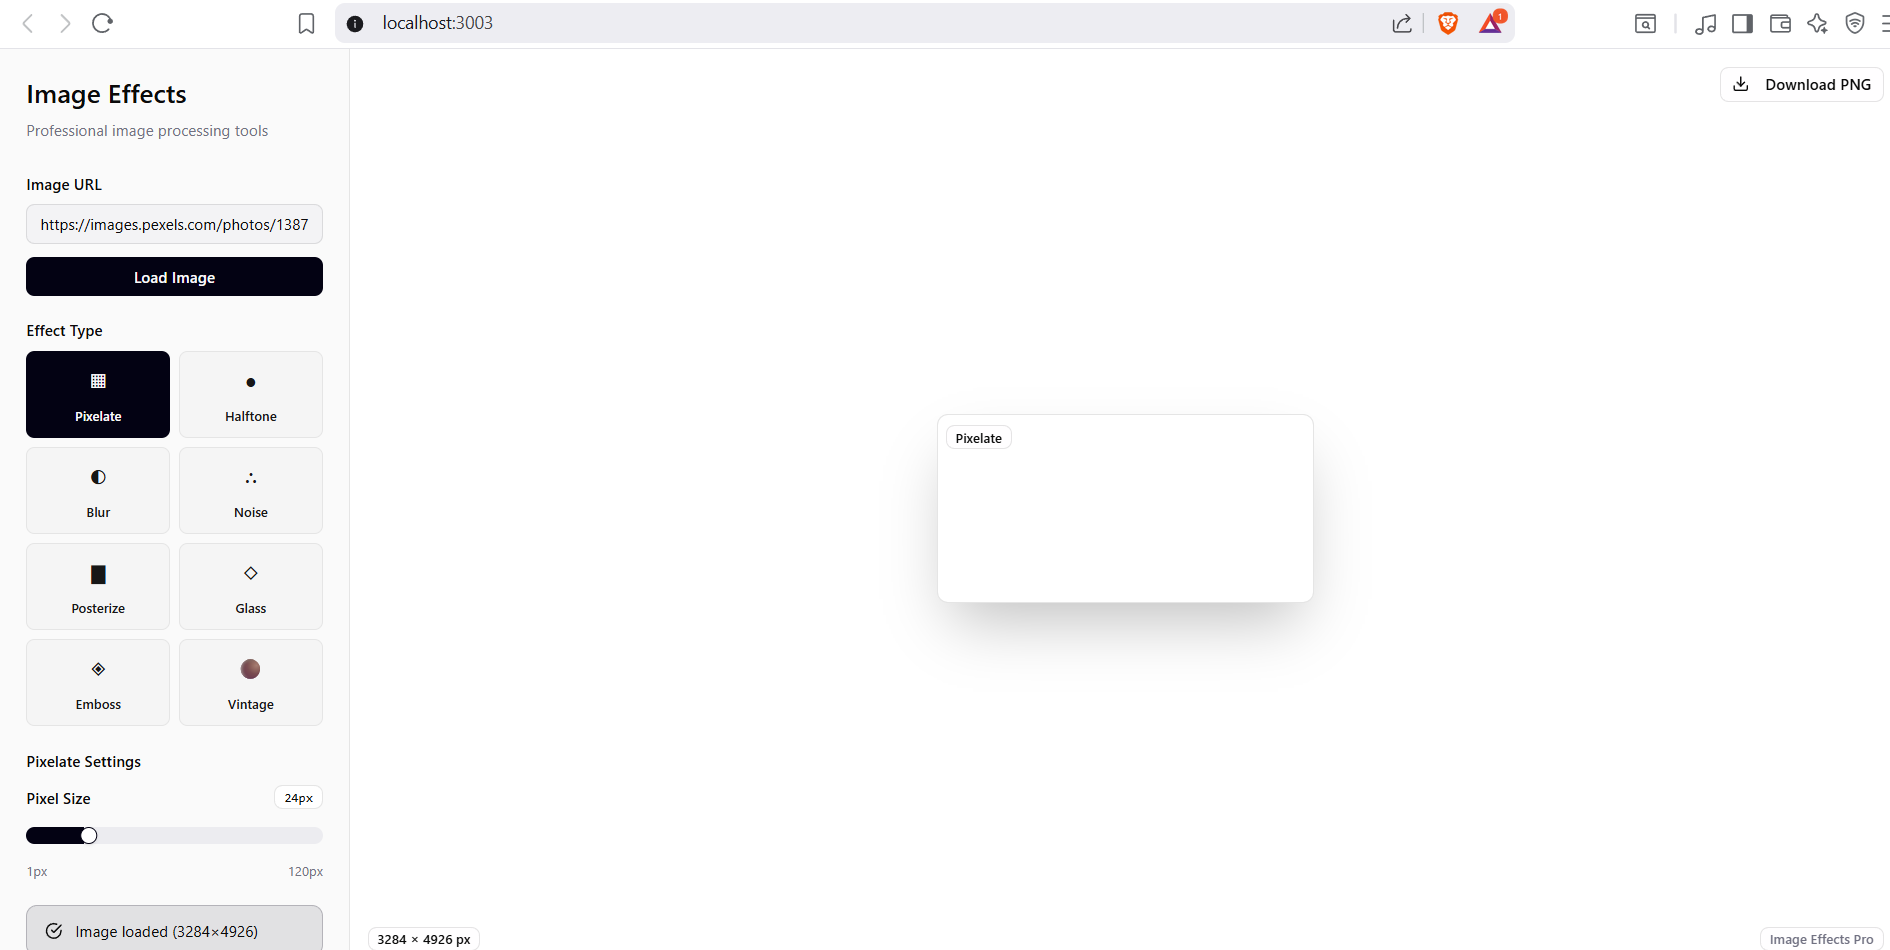 localhost:3003
1
Image Effects
Professional image processing tools
Image URL
https://images.pexels.com/photos/1387
Load Image
Effect Type
Pixelate
Halftone
Blur
Noise
Posterize
Glass
Emboss
Vintage
Pixelate Settings
Pixel Size
24px
1px
120px
Image loaded (3284×4926)
Download PNG
Pixelate
3284 × 4926 px
Image Effects Pro